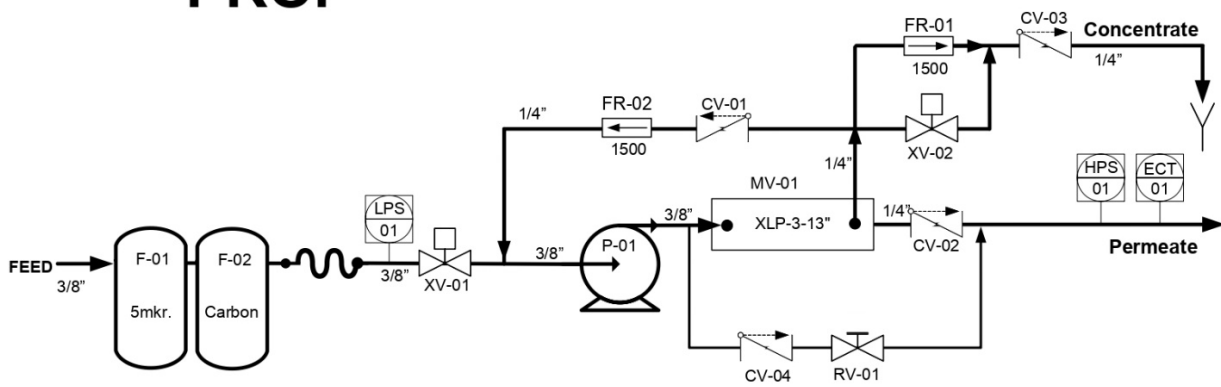 FR-01
CV-03
Concentrate
1500
1/4"
1/4"
FR-02
CV-01
1500
XV-02
1/4"
MV-01
HPS
01
ECT
01
LPS
01
3/8"
XLP-3-13"
1/4"
CV-02
Permeate
FEED
3/8"
F-01
5mkr.
F-02
Carbon
3/8"
XV-01
3/8"
P-01
CV-04
RV-01